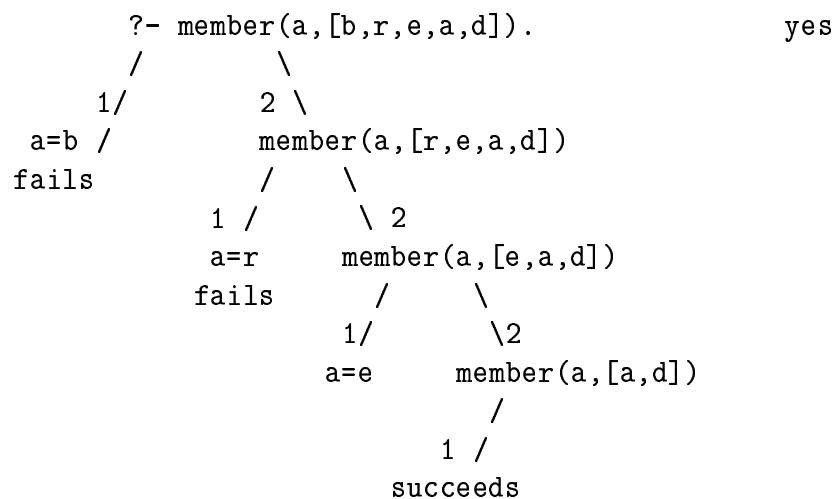 ?- member(a,[b,r,e,a,d]). yes
/ \
1/ 2 \
a=b / member(a,[r,e,a,d])
fails / \
1 / \ 2
a=r member(a,[e,a,d])
fails / \
1/ \2
a=e member(a,[a,d])
/
1 /
succeeds